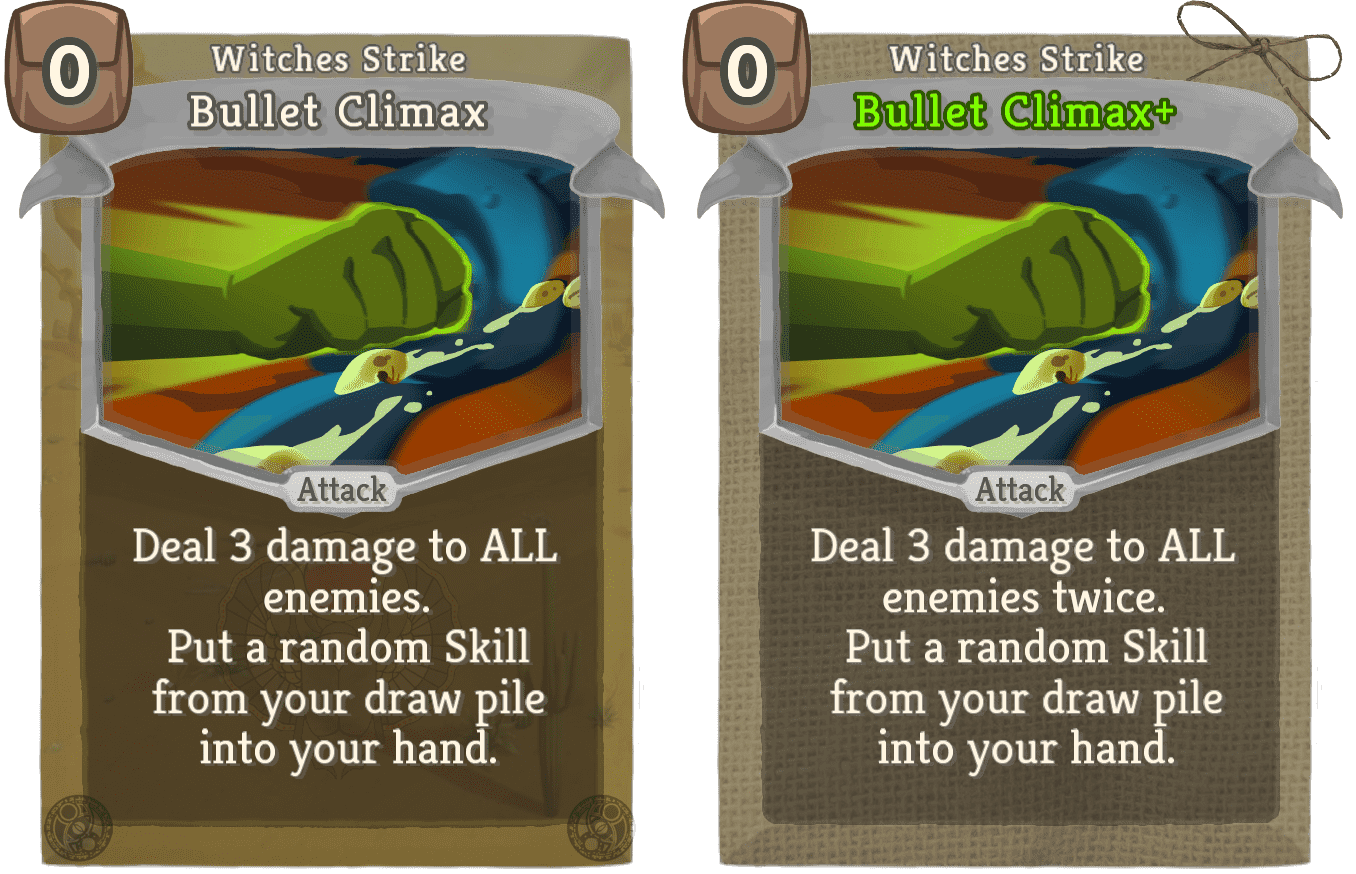 0
Witches Strike
Bullet Climax
Attack
Deal 3 damage to ALL
enemies.
Put a random Skill
from your draw pile
into your hand.
0
Witches Strike
Bullet Climax+
Attack
Deal 3 damage to ALL
enemies twice.
Put a random Skill
from your draw pile
into your hand.